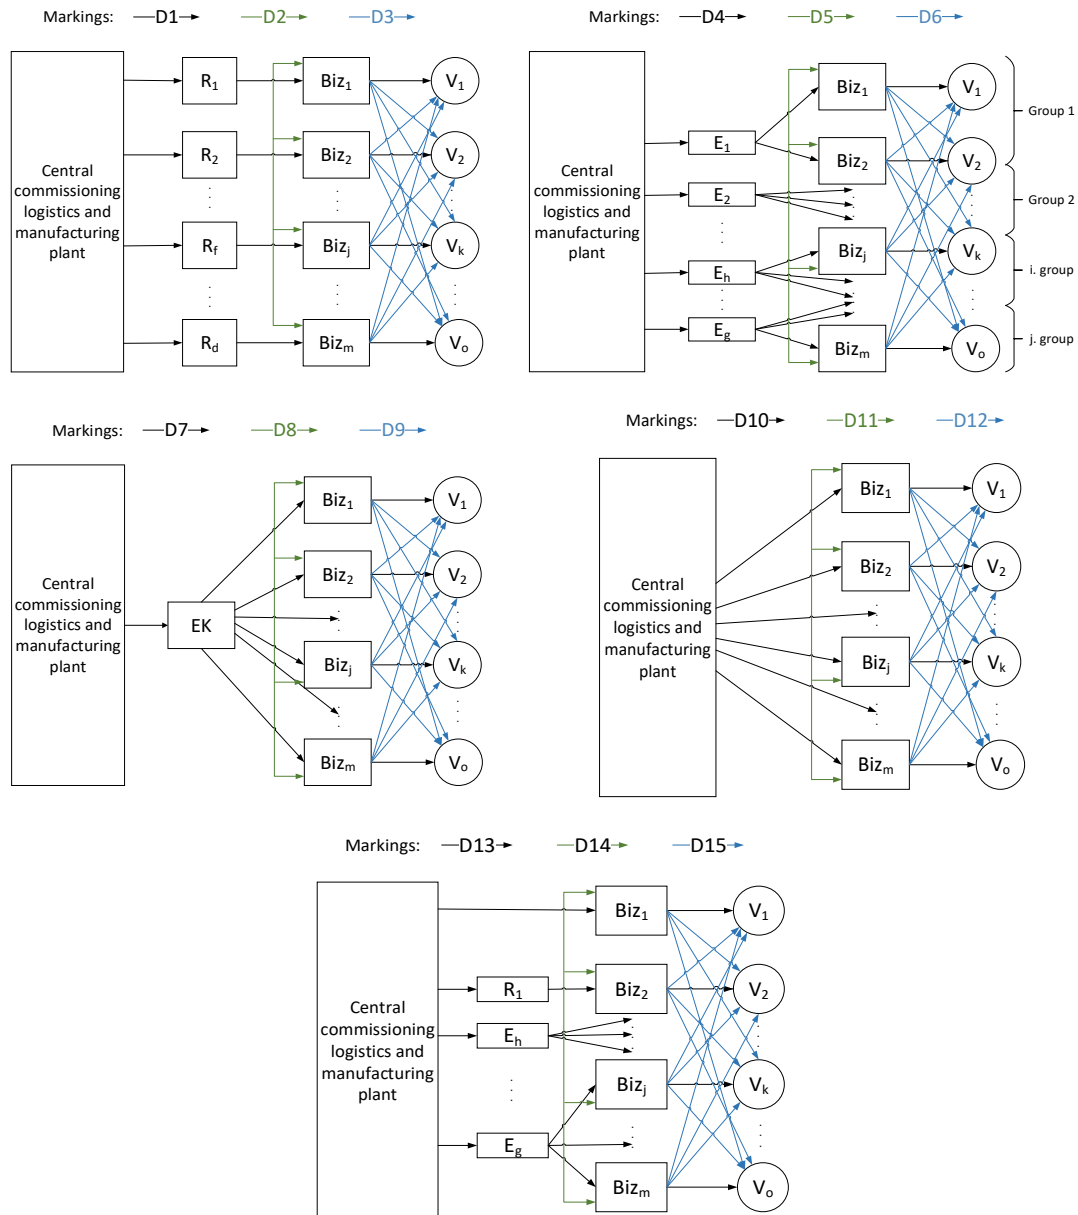 Markings: D1 D2 D3
Central
commissioning
logistics and
manufacturing
plant
R1 Biz1 V1
R2 Biz2 V2
Rf Bizj Vk
Rd Bizm Vo
Markings: D4 D5 D6
Central
commissioning
logistics and
manufacturing
plant
Biz1 V1
Group 1
E1 Biz2 V2
E2
Group 2
Eh Bizj Vk
i. group
Eg Bizm Vo
j. group
Markings: D7 D8 D9
Central
commissioning
logistics and
manufacturing
plant
EK
Biz1 V1
Biz2 V2
Bizj Vk
Bizm Vo
Markings: D10 D11 D12
Central
commissioning
logistics and
manufacturing
plant
Biz1 V1
Biz2 V2
Bizj Vk
Bizm Vo
Markings: D13 D14 D15
Central
commissioning
logistics and
manufacturing
plant
Biz1 V1
R1 Biz2 V2
Eh
Bizj Vk
Eg
Bizm Vo